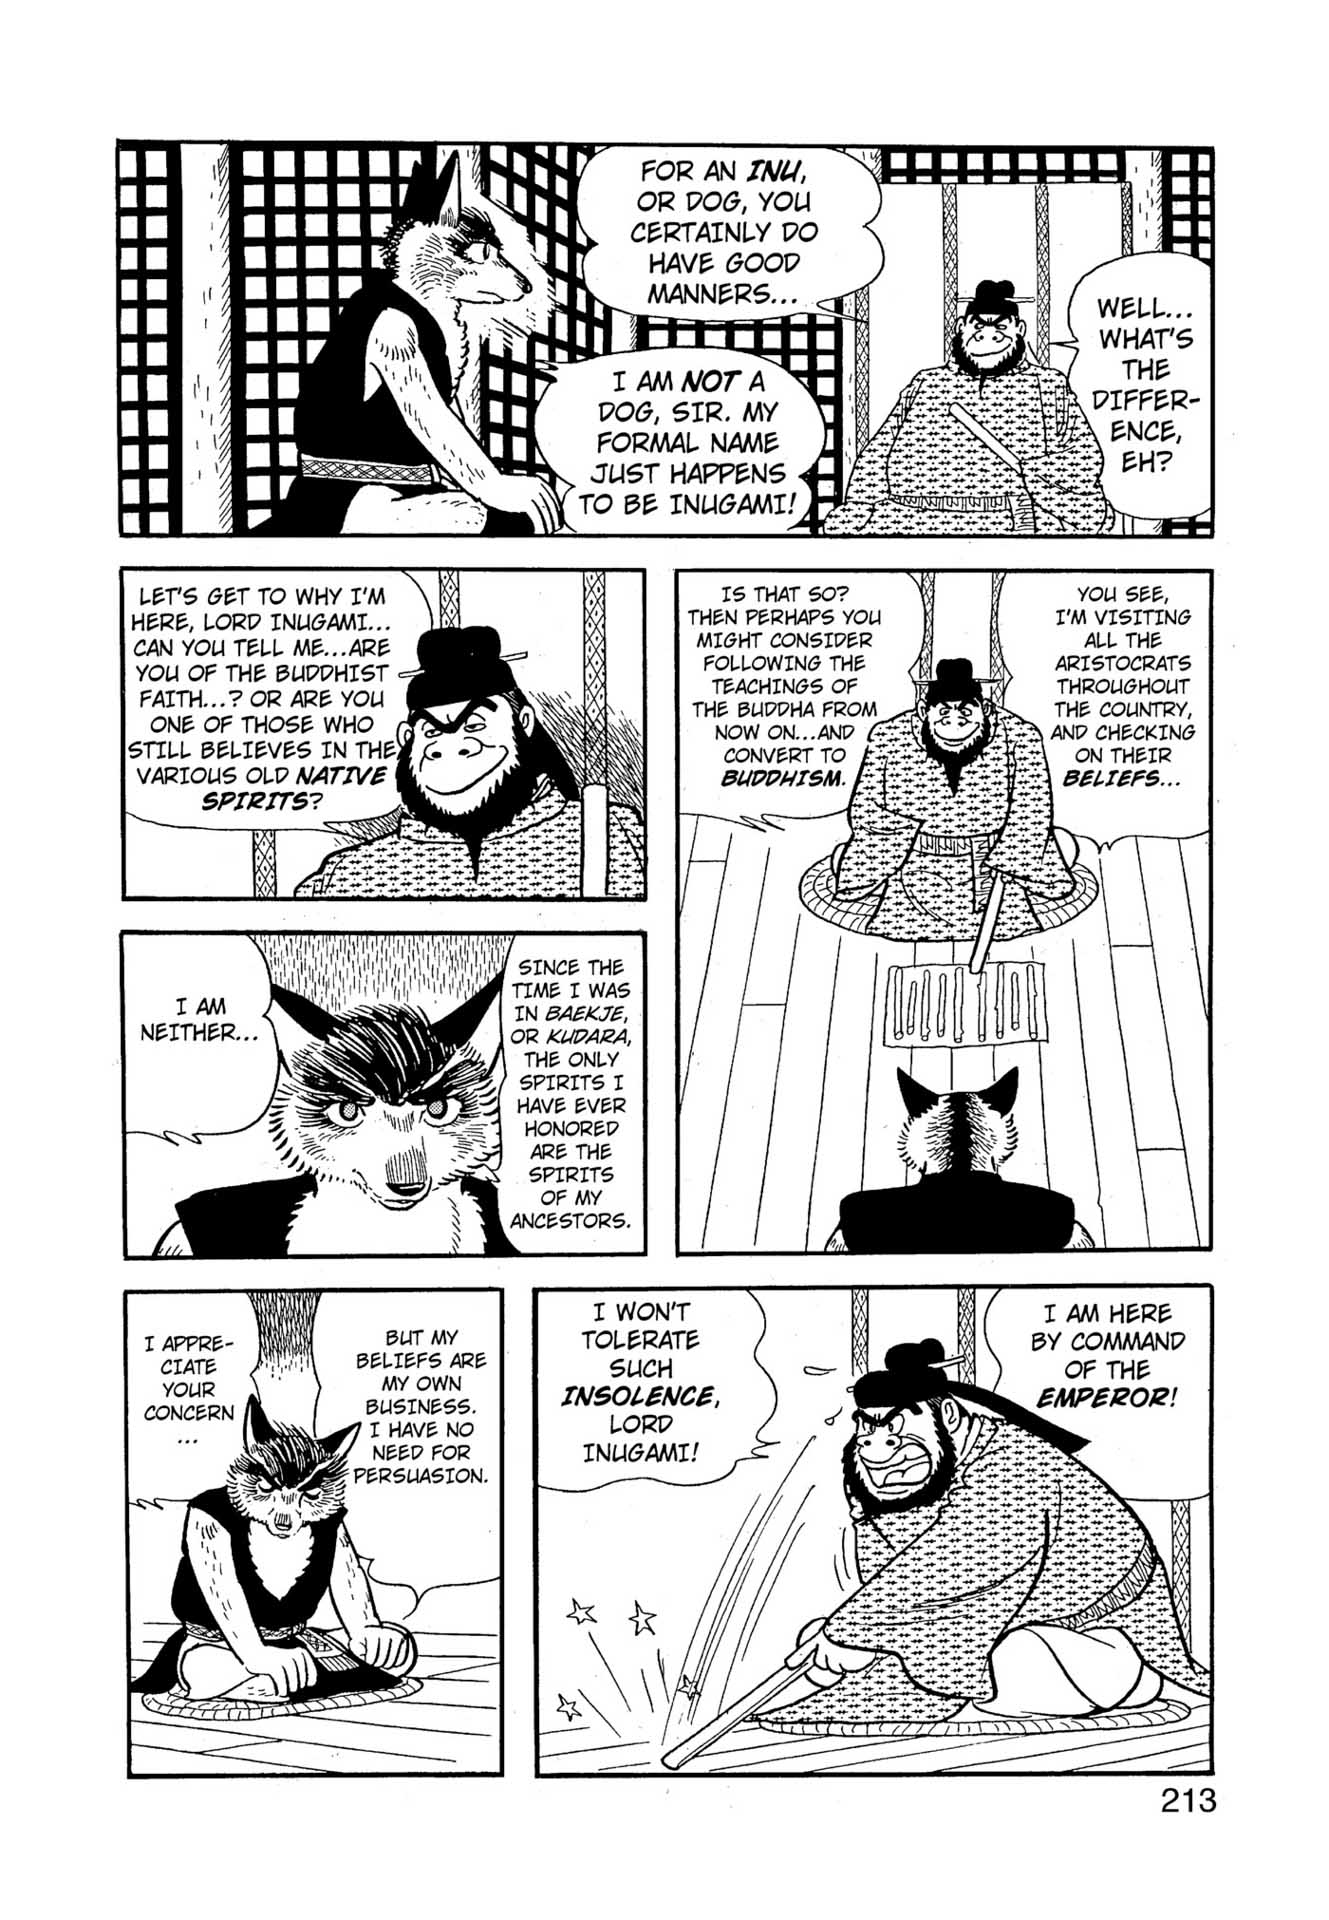 FOR AN INU,
OR DOG, YOU
CERTAINLY DO
HAVE GOOD
MANNERS...
I AM NOT A
DOG, SIR. MY
FORMAL NAME
JUST HAPPENS
TO BE INUGAMI!
WELL...
WHAT'S
THE
DIFFER-
ENCE,
EH?
LET'S GET TO WHY I'M
HERE, LORD INUGAMI...
CAN YOU TELL ME...ARE
YOU OF THE BUDDHIST
FAITH...? OR ARE YOU
ONE OF THOSE WHO
STILL BELIEVES IN THE
VARIOUS OLD NATIVE
SPIRITS?
I AM
NEITHER...
SINCE THE
TIME I WAS
IN BAEKJE,
OR KUDARA,
THE ONLY
SPIRITS I
HAVE EVER
HONORED
ARE THE
SPIRITS
OF MY
ANCESTORS.
IS THAT SO?
THEN PERHAPS YOU
MIGHT CONSIDER
FOLLOWING THE
TEACHINGS OF
THE BUDDHA FROM
NOW ON...AND
CONVERT TO
BUDDHISM.
YOU SEE,
I'M VISITING
ALL THE
ARISTOCRATS
THROUGHOUT
THE COUNTRY,
AND CHECKING
ON THEIR
BELIEFS...
I APPRE-
CIATE
YOUR
CONCERN
...
BUT MY
BELIEFS ARE
MY OWN
BUSINESS.
I HAVE NO
NEED FOR
PERSUASION.
I WON'T
TOLERATE
SUCH
INSOLENCE,
LORD
INUGAMI!
I AM HERE
BY COMMAND
OF THE
EMPEROR!
213